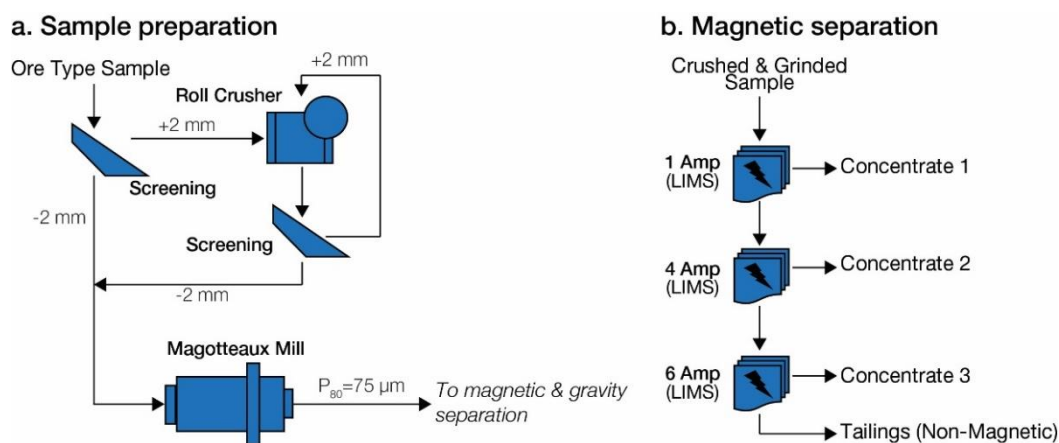 a. Sample preparation
Ore Type Sample
+2 mm
Roll Crusher
+2 mm
Screening
-2 mm
Screening
-2 mm
Magotteaux Mill
P80=75 µm
To magnetic & gravity
separation
b. Magnetic separation
Crushed & Grinded
Sample
1 Amp
(LIMS)
Concentrate 1
4 Amp
(LIMS)
Concentrate 2
6 Amp
(LIMS)
Concentrate 3
Tailings (Non-Magnetic)